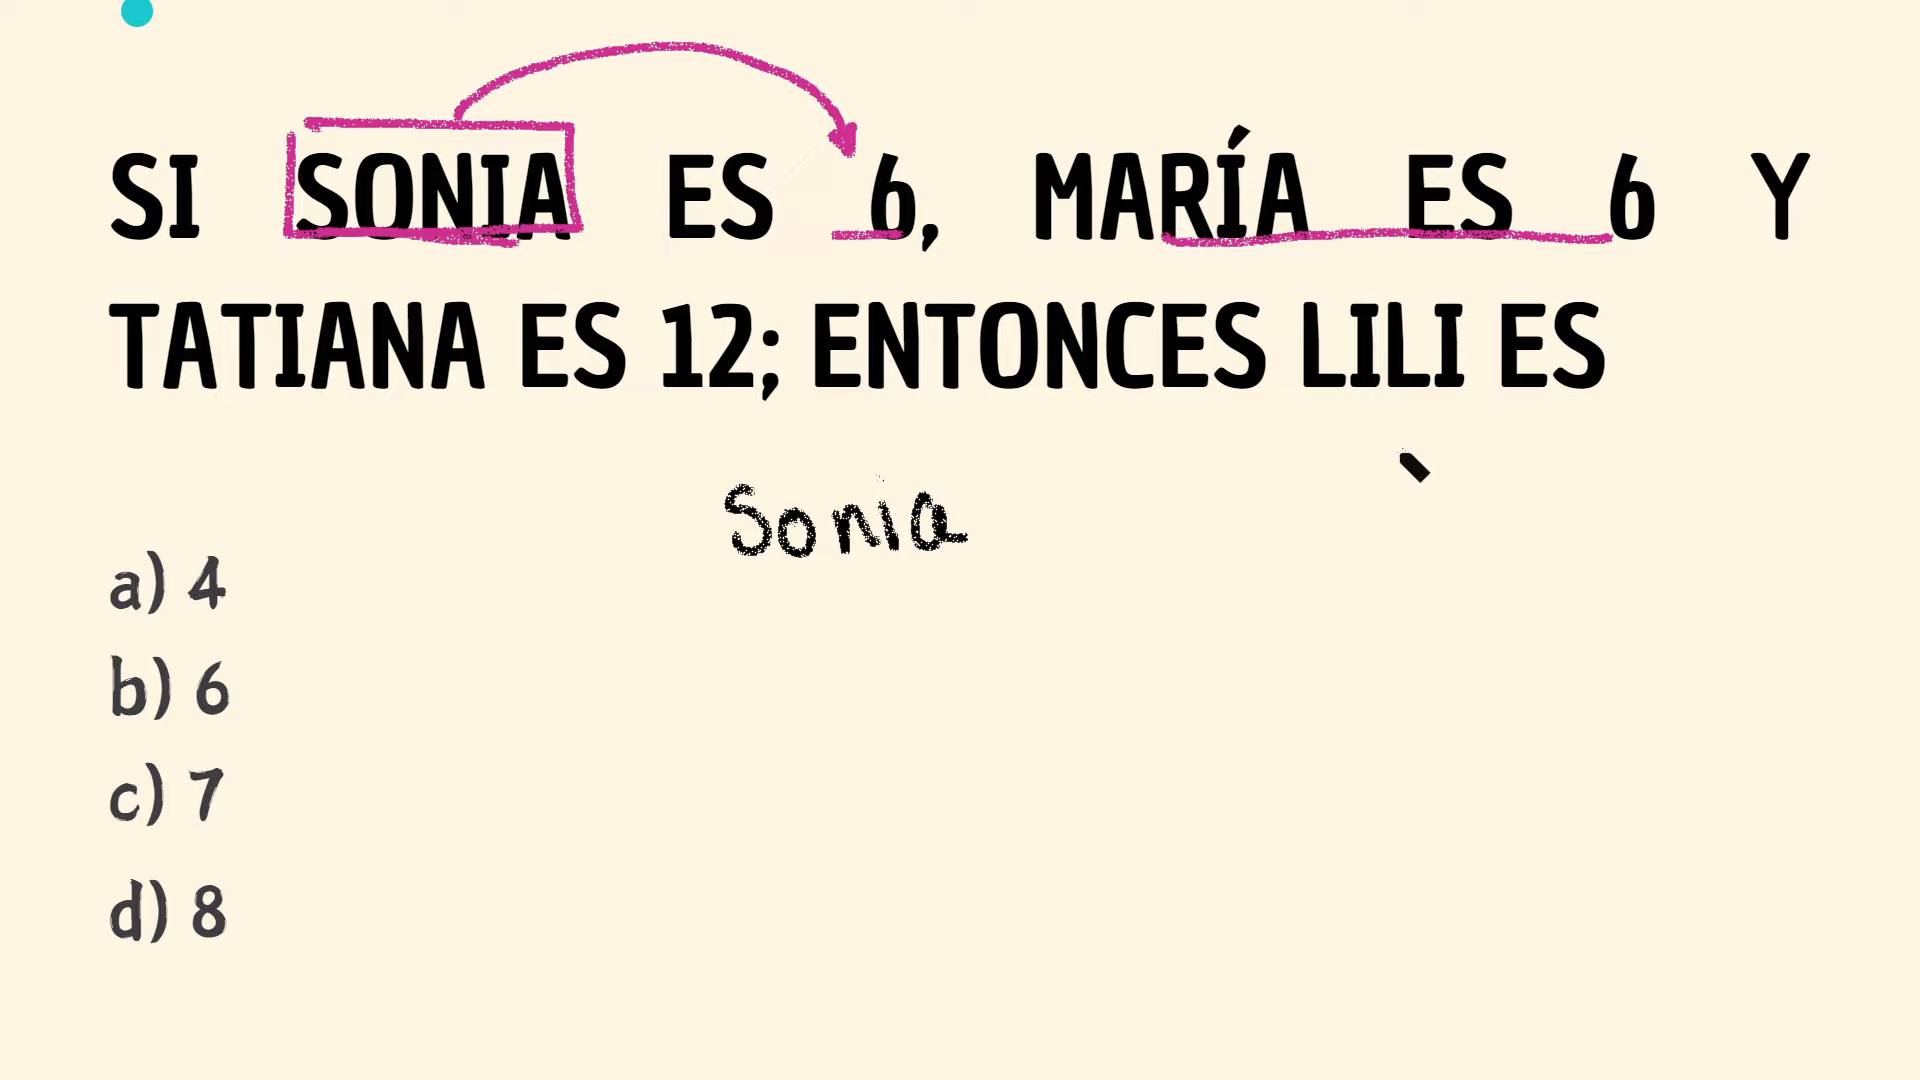 SI SONIA ES 6, MARÍA ES 6 Y
TATIANA ES 12; ENTONCES LILI ES
Sonia
a) 4
b) 6
c) 7
d) 8